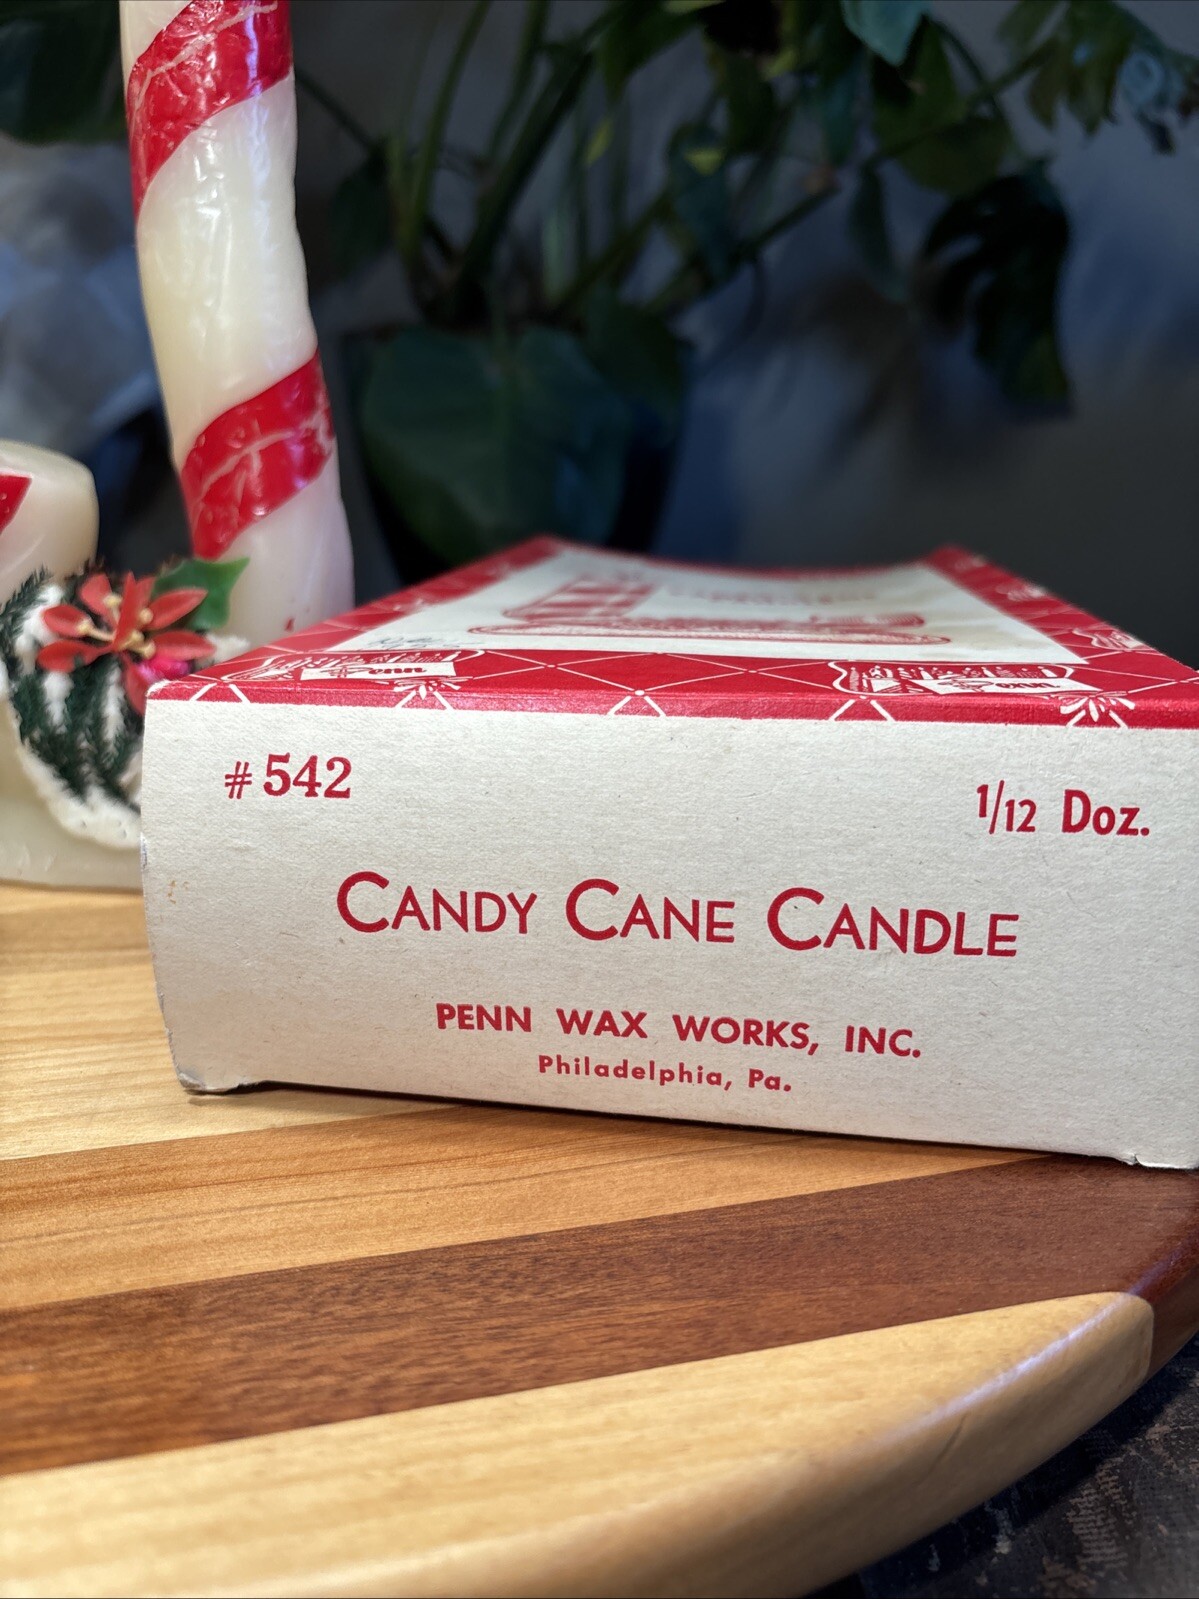 #542
1/12 Doz.
CANDY CANE CANDLE
PENN WAX WORKS, INC.
Philadelphia, Pa.